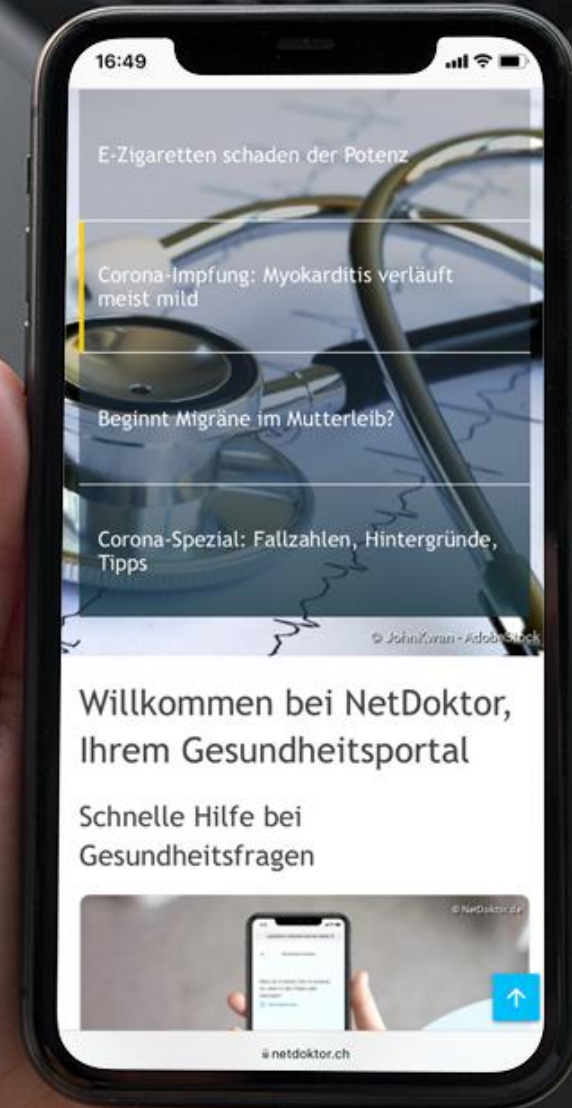 16:49
E-Zigaretten schaden der Potenz
Corona-Impfung: Myokarditis verläuft
meist mild
Beginnt Migräne im Mutterleib?
Corona-Spezial: Fallzahlen, Hintergründe,
Tipps
© JohnKwan - Adobe Stock
Willkommen bei NetDoktor,
Ihrem Gesundheitsportal
Schnelle Hilfe bei
Gesundheitsfragen
© NetDoktor.de
netdoktor.ch